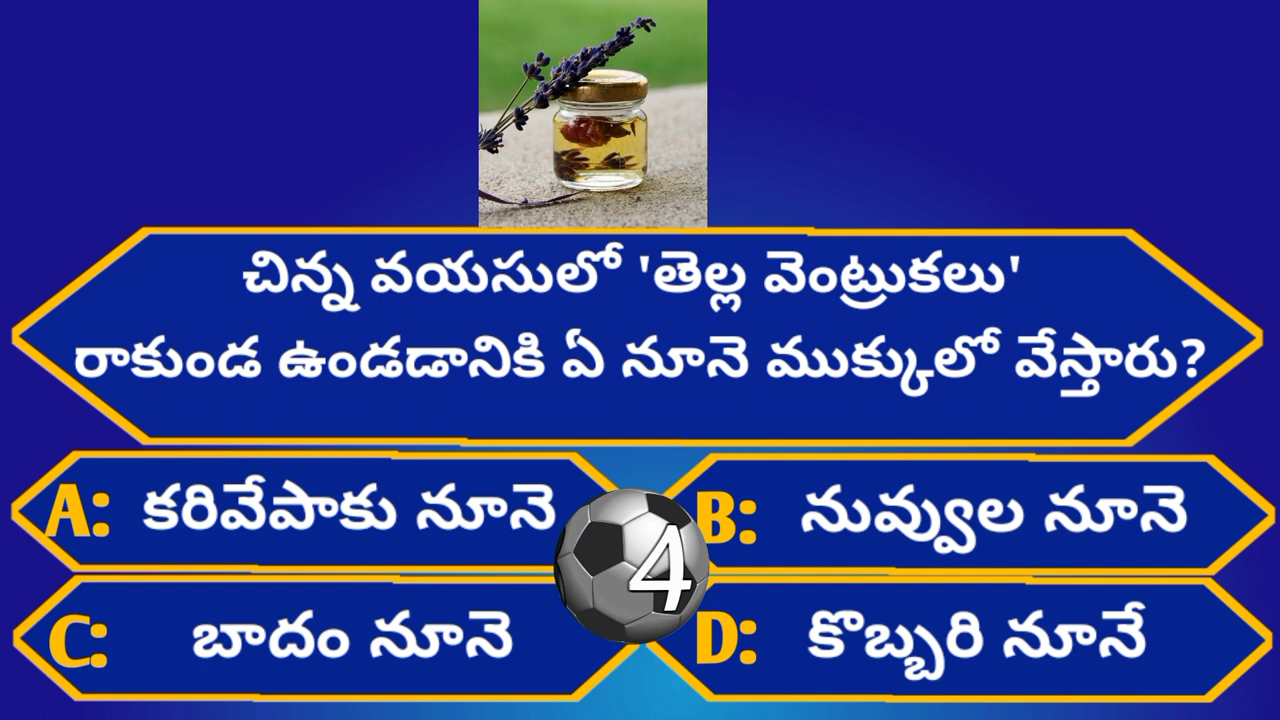 చిన్న వయసులో 'తెల్ల వెంట్రుకలు'
రాకుండ ఉండడానికి ఏ నూనె ముక్కులో వేస్తారు?
A: కరివేపాకు నూనె
B: నువ్వుల నూనె
4
C: బాదం నూనె
D: కొబ్బరి నూనే